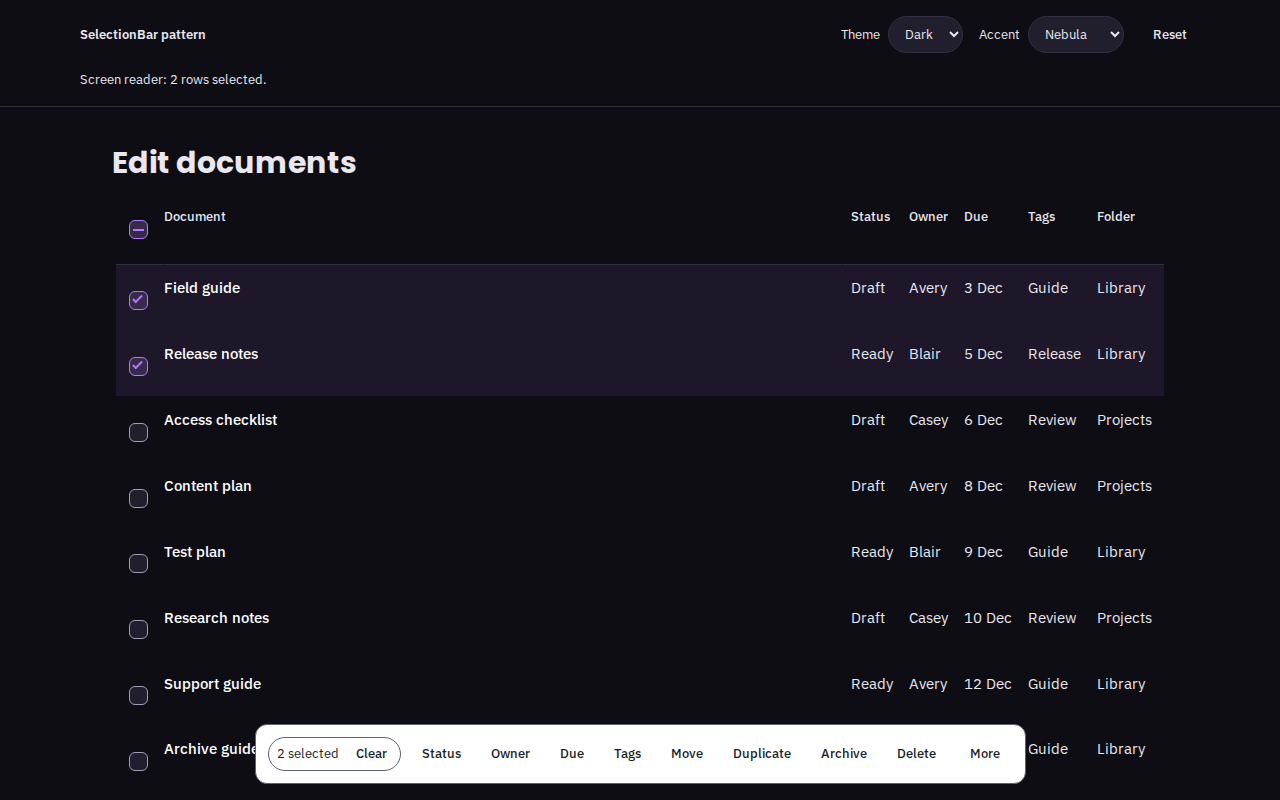 SelectionBar pattern Theme Dark Accent Nebula Reset
Screen reader: 2 rows selected.
Edit documents
Document Status Owner Due Tags Folder
Field guide Draft Avery 3 Dec Guide Library
Release notes Ready Blair 5 Dec Release Library
Access checklist Draft Casey 6 Dec Review Projects
Content plan Draft Avery 8 Dec Review Projects
Test plan Ready Blair 9 Dec Guide Library
Research notes Draft Casey 10 Dec Review Projects
Support guide Ready Avery 12 Dec Guide Library
Archive guide Guide Library
2 selected Clear Status Owner Due Tags Move Duplicate Archive Delete More